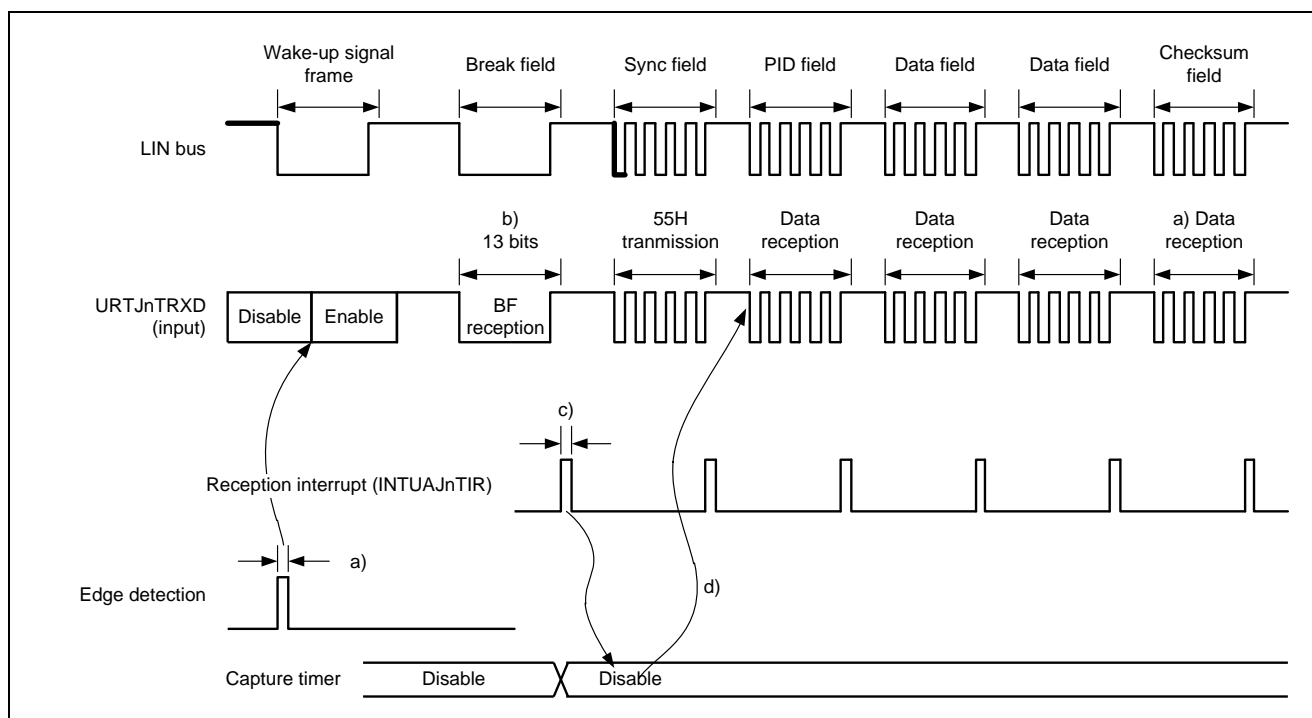 Wake-up signal
frame
Break field
Sync field
PID field
Data field
Data field
Checksum
field
LIN bus
b)
13 bits
55H
tranmission
Data
reception
Data
reception
Data
reception
a) Data
reception
URTJnTRXD
(input)
Disable
Enable
BF
reception
c)
Reception interrupt (INTUAJnTIR)
a)
d)
Edge detection
Capture timer
Disable
Disable